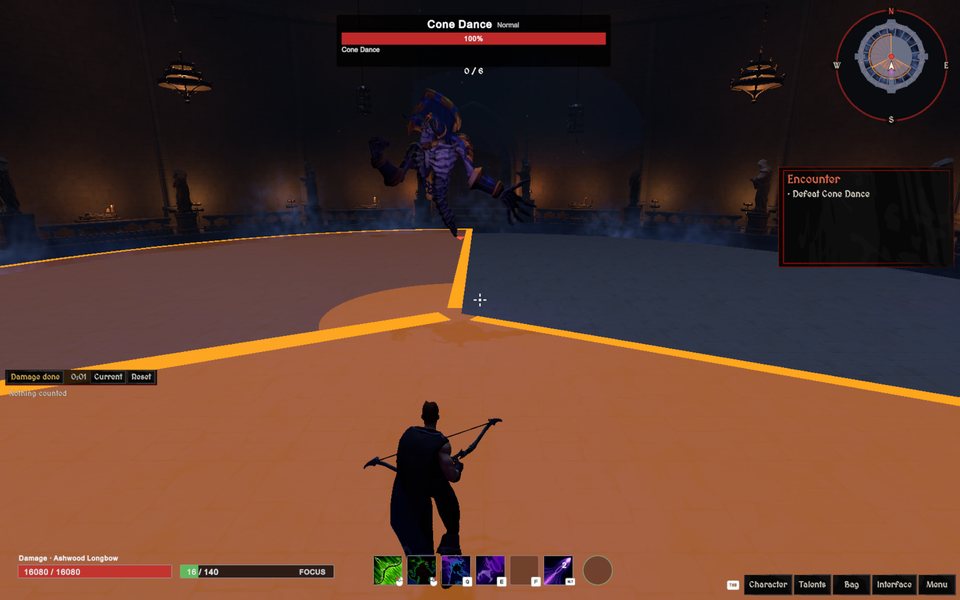 Cone Dance Normal
100%
Cone Dance
0 / 6
N
W
E
S
Encounter
• Defeat Cone Dance
Damage done 0:01 Current Reset
Nothing counted
Damage · Ashwood Longbow
16080 / 16080
16 / 140 FOCUS
Q
E
F
2
TAB
Character
Talents
Bag
Interface
Menu